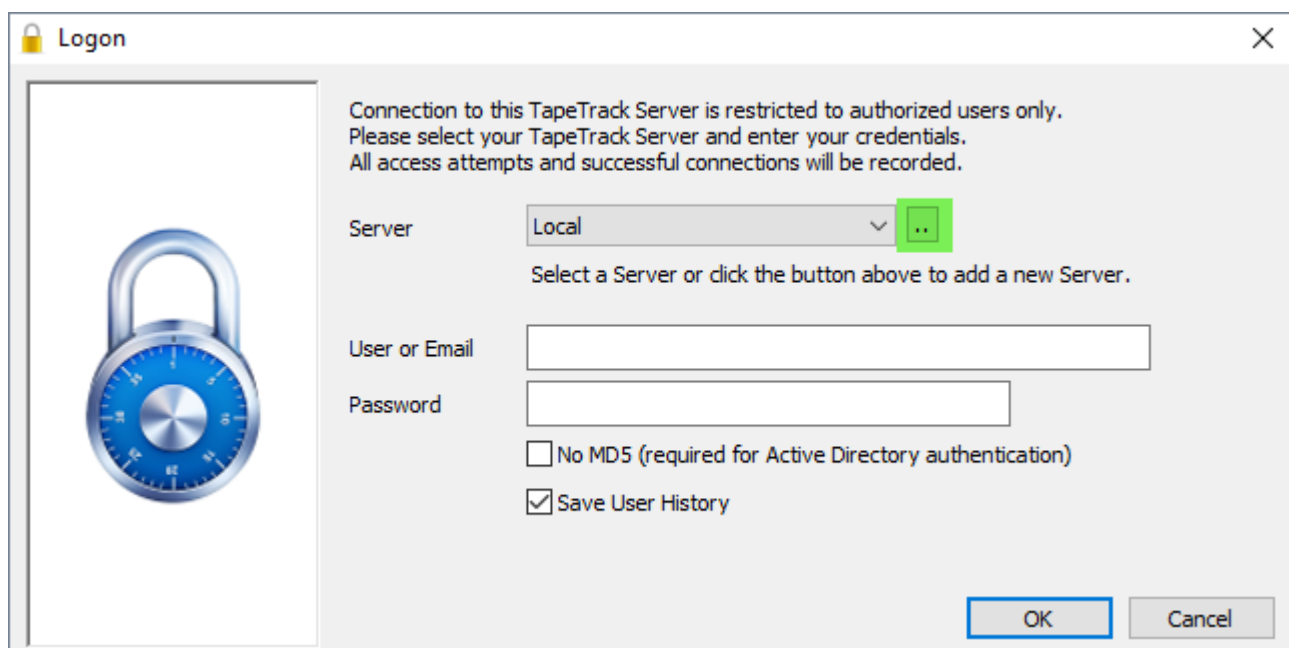 Logon
Connection to this TapeTrack Server is restricted to authorized users only.
Please select your TapeTrack Server and enter your credentials.
All access attempts and successful connections will be recorded.
Server
Local
..
Select a Server or click the button above to add a new Server.
User or Email
Password
No MD5 (required for Active Directory authentication)
Save User History
OK
Cancel